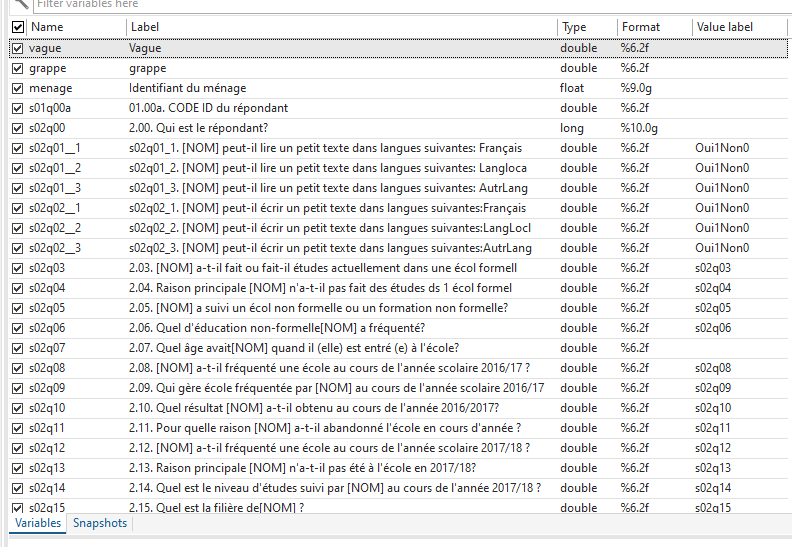 Filter variables here
Name Label Type Format Value label
vague Vague double %6.2f
grappe grappe double %6.2f
menage Identifiant du ménage float %9.0g
s01q00a 01.00a. CODE ID du répondant double %6.2f
s02q00 2.00. Qui est le répondant? long %10.0g
s02q01__1 s02q01_1. [NOM] peut-il lire un petit texte dans langues suivantes: Français double %6.2f Oui1Non0
s02q01__2 s02q01_2. [NOM] peut-il lire un petit texte dans langues suivantes: Langloca double %6.2f Oui1Non0
s02q01__3 s02q01_3. [NOM] peut-il lire un petit texte dans langues suivantes: AutrLang double %6.2f Oui1Non0
s02q02__1 s02q02_1. [NOM] peut-il écrir un petit texte dans langues suivantes:Français double %6.2f Oui1Non0
s02q02__2 s02q02_2. [NOM] peut-il écrir un petit texte dans langues suivantes:LangLocl double %6.2f Oui1Non0
s02q02__3 s02q02_3. [NOM] peut-il écrir un petit texte dans langues suivantes:AutrLang double %6.2f Oui1Non0
s02q03 2.03. [NOM] a-t-il fait ou fait-il études actuellement dans une écol formell double %6.2f s02q03
s02q04 2.04. Raison principale [NOM] n'a-t-il pas fait des études ds 1 écol formel double %6.2f s02q04
s02q05 2.05. [NOM] a suivi un écol non formelle ou un formation non formelle? double %6.2f s02q05
s02q06 2.06. Quel d'éducation non-formelle[NOM] a fréquenté? double %6.2f s02q06
s02q07 2.07. Quel âge avait[NOM] quand il (elle) est entré (e) à l'école? double %6.2f
s02q08 2.08. [NOM] a-t-il fréquenté une école au cours de l'année scolaire 2016/17 ? double %6.2f s02q08
s02q09 2.09. Qui gère école fréquentée par [NOM] au cours de l'année scolaire 2016/17 double %6.2f s02q09
s02q10 2.10. Quel résultat [NOM] a-t-il obtenu au cours de l'année 2016/2017? double %6.2f s02q10
s02q11 2.11. Pour quelle raison [NOM] a-t-il abandonné l'école en cours d'année ? double %6.2f s02q11
s02q12 2.12. [NOM] a-t-il fréquenté une école au cours de l'année scolaire 2017/18 ? double %6.2f s02q12
s02q13 2.13. Raison principale [NOM] n'a-t-il pas été à l'école en 2017/18? double %6.2f s02q13
s02q14 2.14. Quel est le niveau d'études suivi par [NOM] au cours de l'année 2017/18 ? double %6.2f s02q14
s02q15 2.15. Quel est la filière de[NOM] ? double %6.2f s02q15
Variables Snapshots